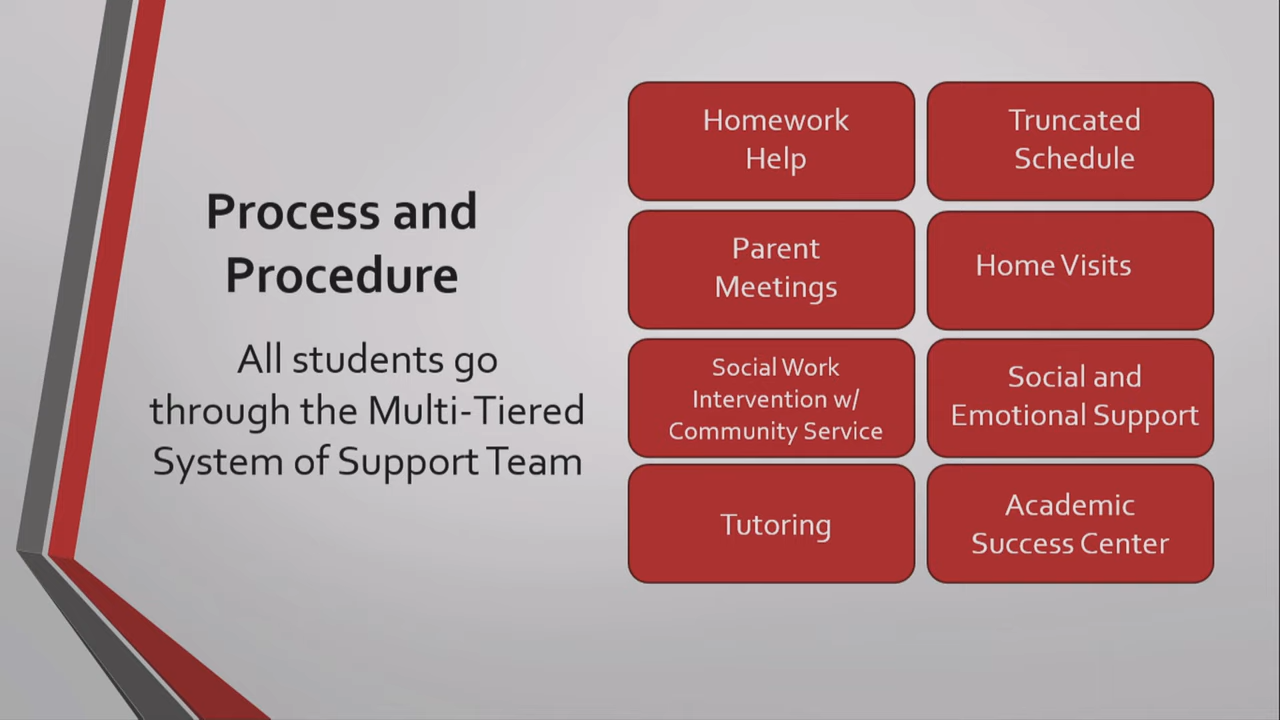 Process and
Procedure
All students go
through the Multi-Tiered
System of Support Team
Homework
Help
Truncated
Schedule
Parent
Meetings
Home Visits
Social Work
Intervention w/
Community Service
Social and
Emotional Support
Tutoring
Academic
Success Center